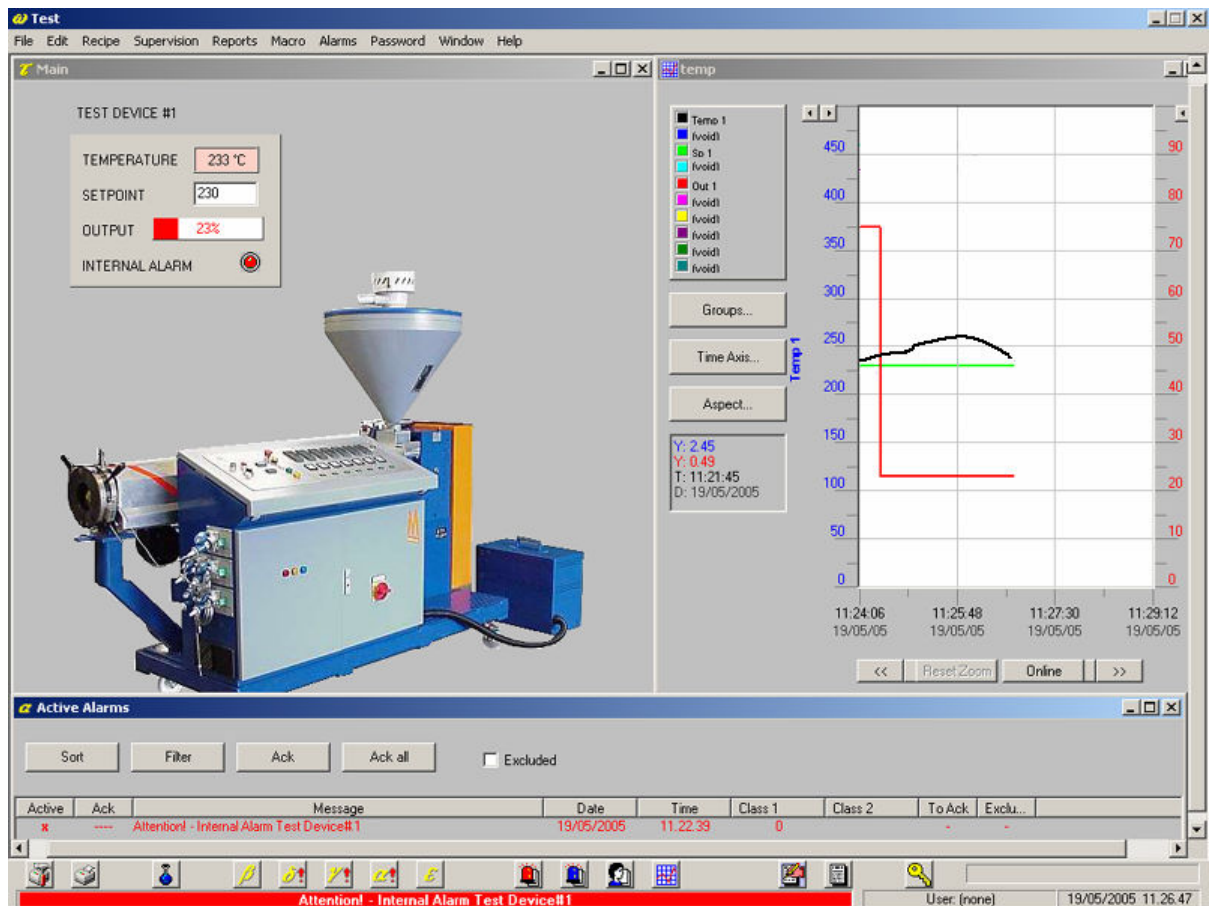 Test
File Edit Recipe Supervision Reports Macro Alarms Password Window Help
Main
TEST DEVICE #1
TEMPERATURE 233 °C
SETPOINT 230
OUTPUT 23%
INTERNAL ALARM
temp
Temp 1
(void)
Sp 1
(void)
Out 1
(void)
(void)
(void)
(void)
(void)
Groups...
Time Axis...
Aspect...
Y: 2.45
Y: 0.49
T: 11:21:45
D: 19/05/2005
Temp 1
450 90
400 80
350 70
300 60
250 50
200 40
150 30
100 20
50 10
0 0
11:24:06 11:25:48 11:27:30 11:29:12
19/05/05 19/05/05 19/05/05 19/05/05
<< Reset Zoom Online >>
Active Alarms
Sort Filter Ack Ack all Excluded
Active Ack Message Date Time Class 1 Class 2 To Ack Exclu...
x ---- Attention! - Internal Alarm Test Device#1 19/05/2005 11.22.39 0 - -
β δ! γ! α! ε
Attention! - Internal Alarm Test Device#1 User: (none) 19/05/2005 11.26.47